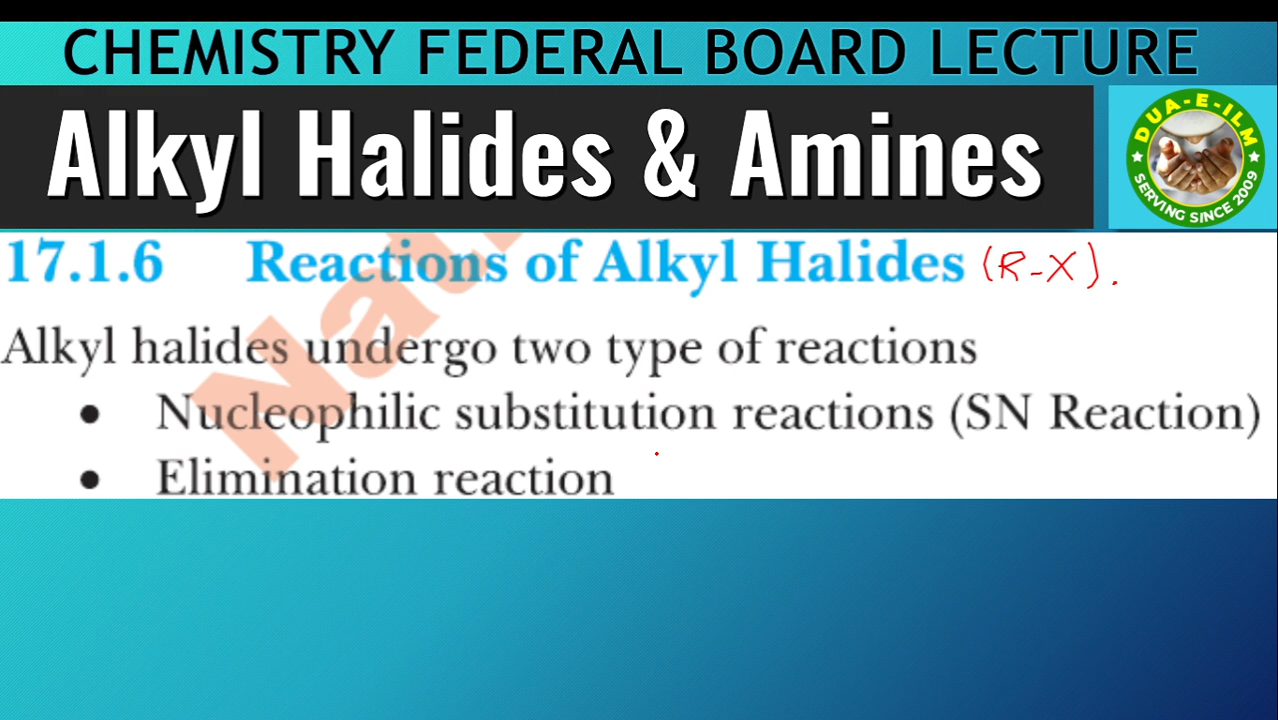 CHEMISTRY FEDERAL BOARD LECTURE
Alkyl Halides & Amines
DUA-E-ILM
SERVING SINCE 2009
17.1.6 Reactions of Alkyl Halides (R-X).
Alkyl halides undergo two type of reactions
• Nucleophilic substitution reactions (SN Reaction)
• Elimination reaction
Nati